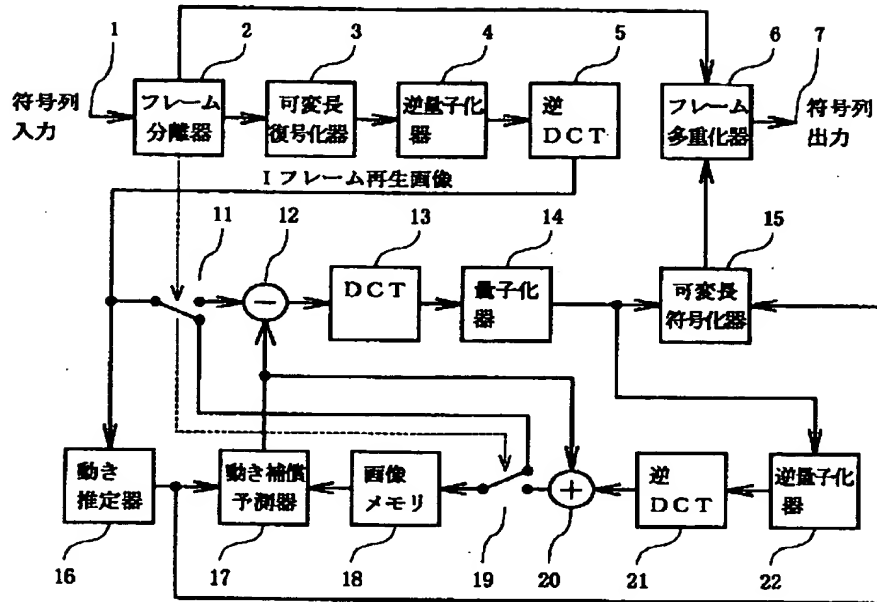 1
2
3
4
5
6
7
符号列
入力
フレーム
分離器
可変長
復号化器
逆量子化
器
逆
DCT
フレーム
多重化器
符号列
出力
Iフレーム再生画像
11
12
13
14
15
−
DCT
量子化
器
可変長
符号化器
動き
推定器
動き補償
予測器
画像
メモリ
+
逆
DCT
逆量子化
器
16
17
18
19
20
21
22